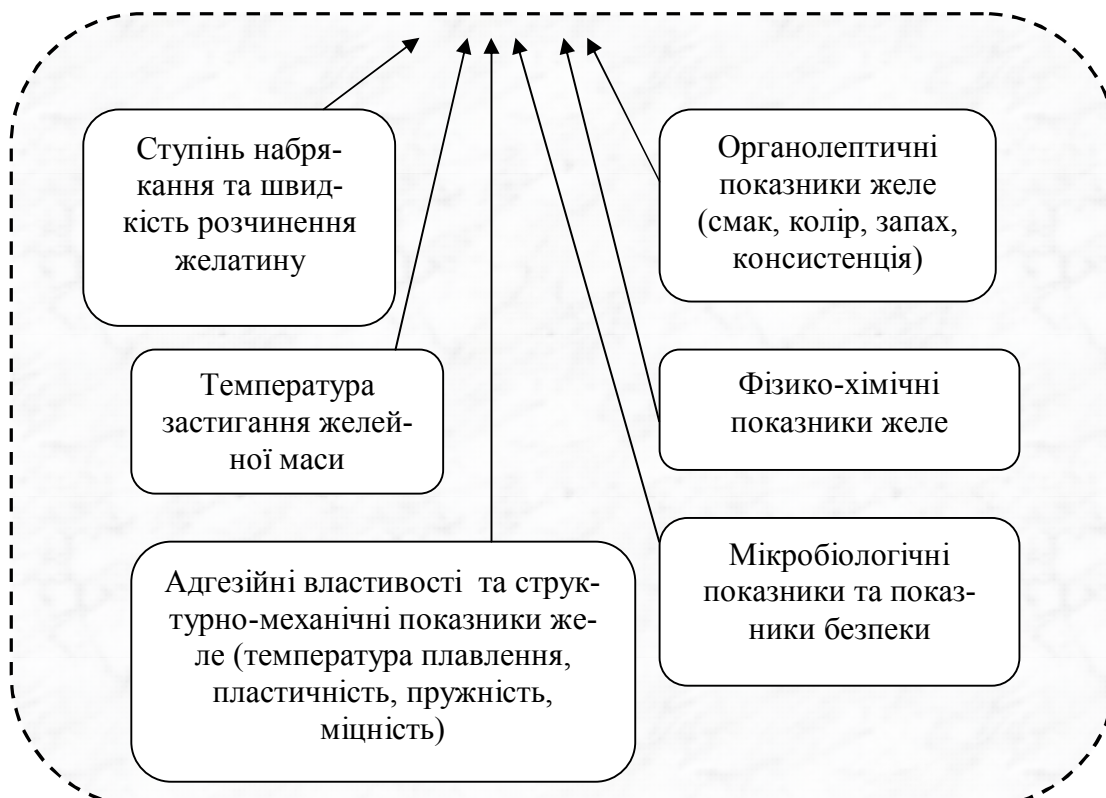 Ступінь набря-
кання та швид-
кість розчинення
желатину
Органолептичні
показники желе
(смак, колір, запах,
консистенція)
Температура
застигання желей-
ної маси
Фізико-хімічні
показники желе
Адгезійні властивості та струк-
турно-механічні показники же-
ле (температура плавлення,
пластичність, пружність,
міцність)
Мікробіологічні
показники та показ-
ники безпеки